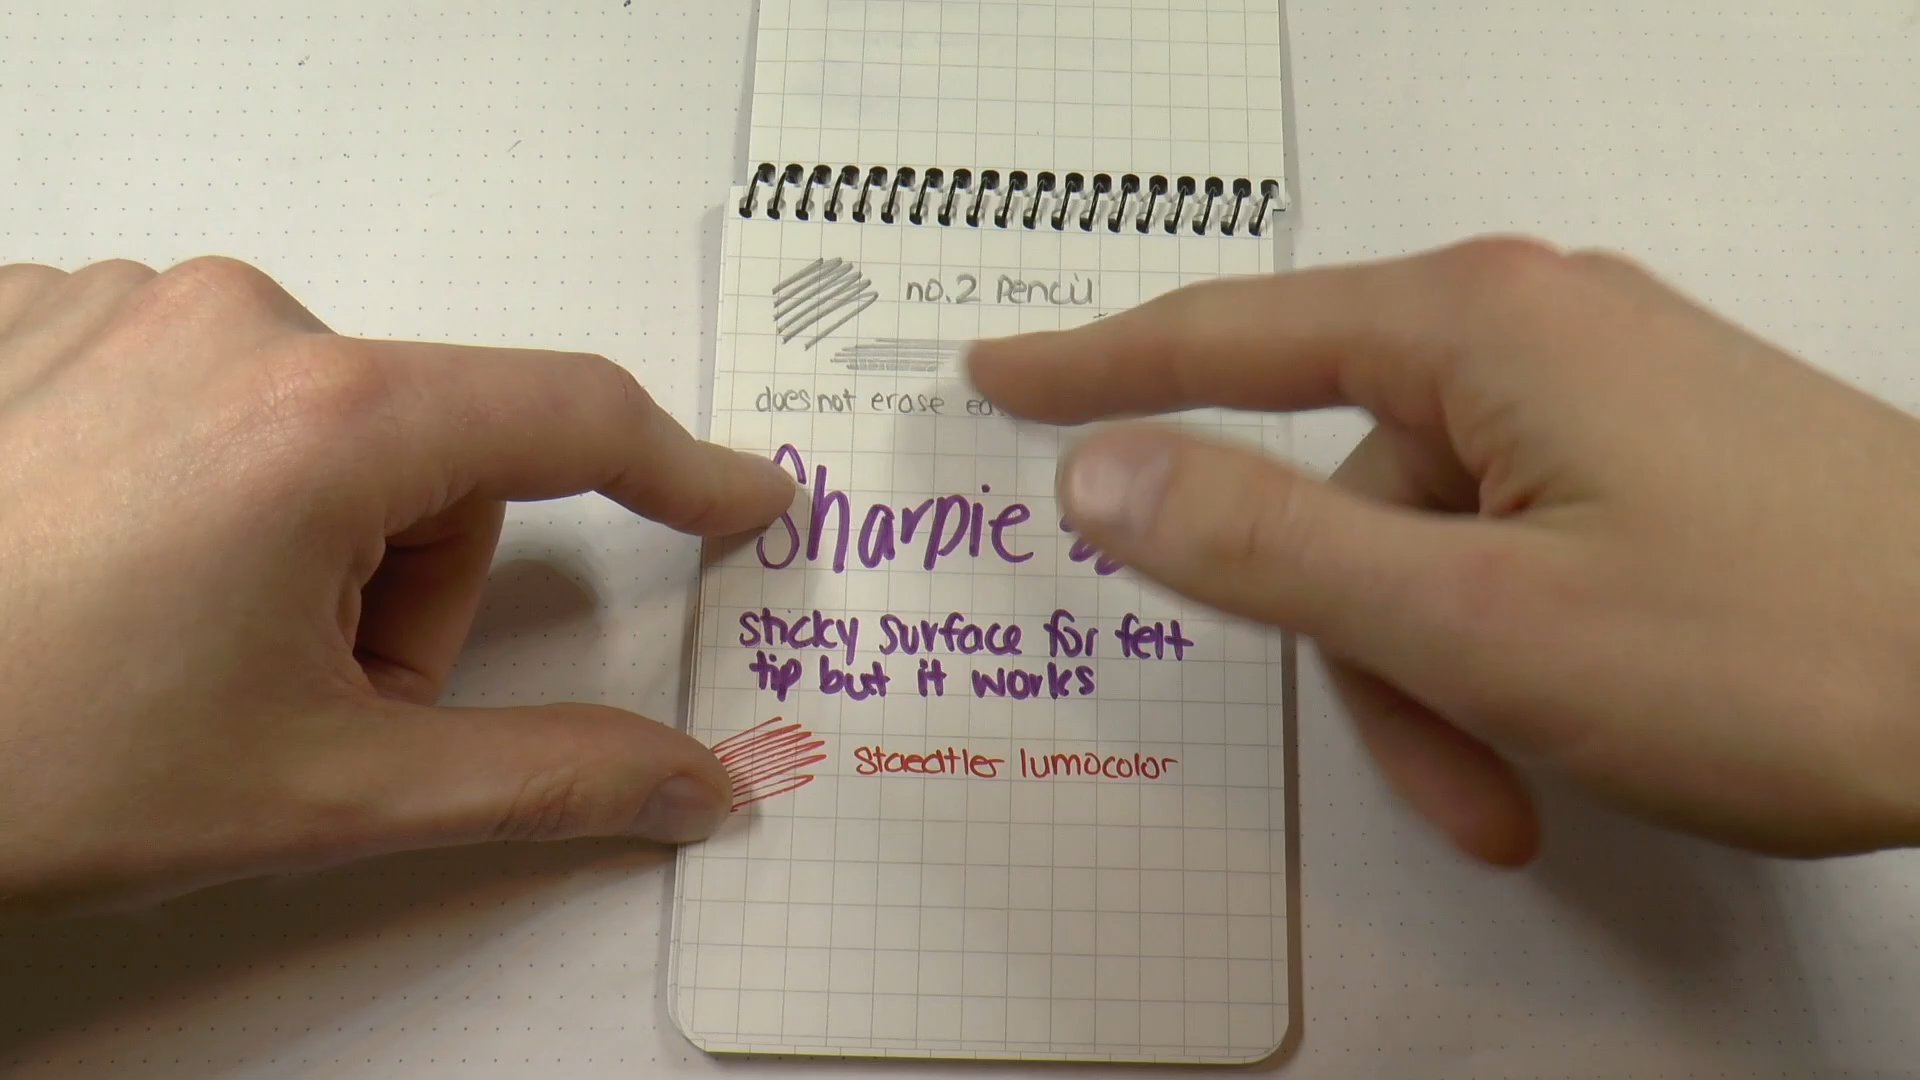 no.2 pencil
does not erase
Sharpie
sticky surface for felt
tip but it works
Staedtler lumocolor